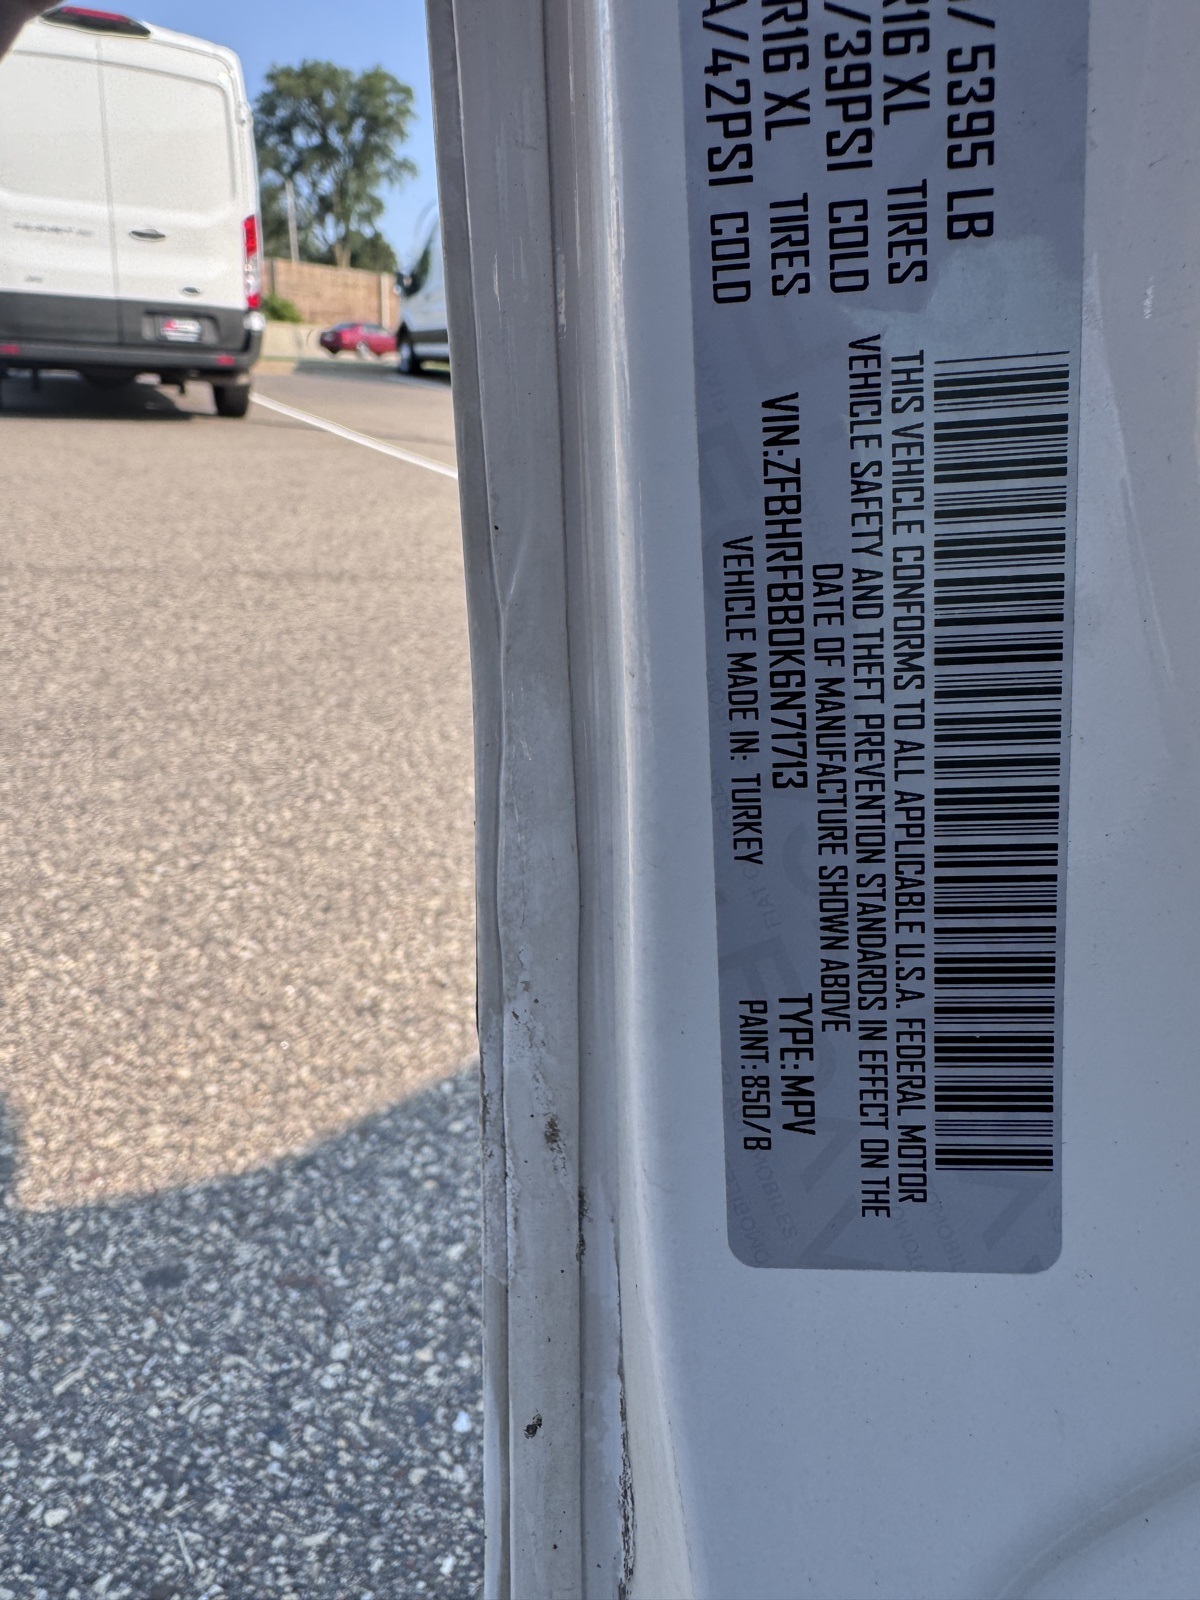 / 5395 LB
R16 XL TIRES
/39PSI COLD
R16 XL TIRES
A/42PSI COLD
THIS VEHICLE CONFORMS TO ALL APPLICABLE U.S.A. FEDERAL MOTOR
VEHICLE SAFETY AND THEFT PREVENTION STANDARDS IN EFFECT ON THE
DATE OF MANUFACTURE SHOWN ABOVE
VIN:ZFBHRFBB0K6N71713 TYPE:MPV
VEHICLE MADE IN: TURKEY PAINT:850/B